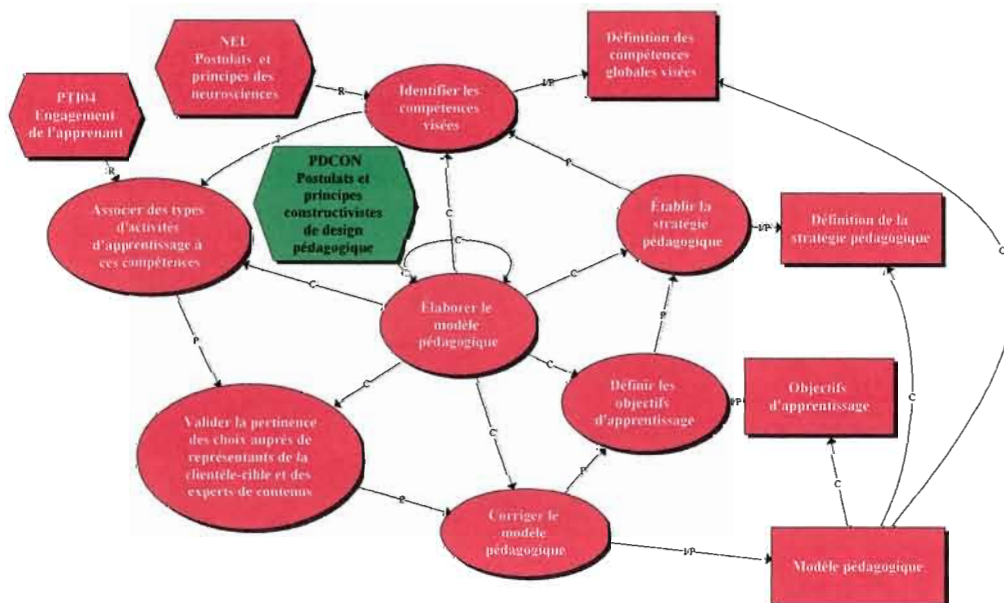 NEU
Postulats et
principes des
neurosciences
Définition des
compétences
globales visées
PTI04
Engagement
de l'apprenant
Identifier les
compétences
visées
R
I/P
R
P
PDCON
Postulats et
principes
constructivistes
de design
pédagogique
C
P
Associer des types
d'activités
d'apprentissage à
ces compétences
Établir la
stratégie
pédagogique
I/P
Définition de la
stratégie pédagogique
C
C
C
C
Élaborer le
modèle
pédagogique
P
P
C
C
C
Définir les
objectifs
d'apprentissage
I/P
Objectifs
d'apprentissage
C
Valider la pertinence
des choix auprès de
représentants de la
clientèle-cible et des
experts de contenus
C
P
P
Corriger le
modèle
pédagogique
I/P
Modèle pédagogique